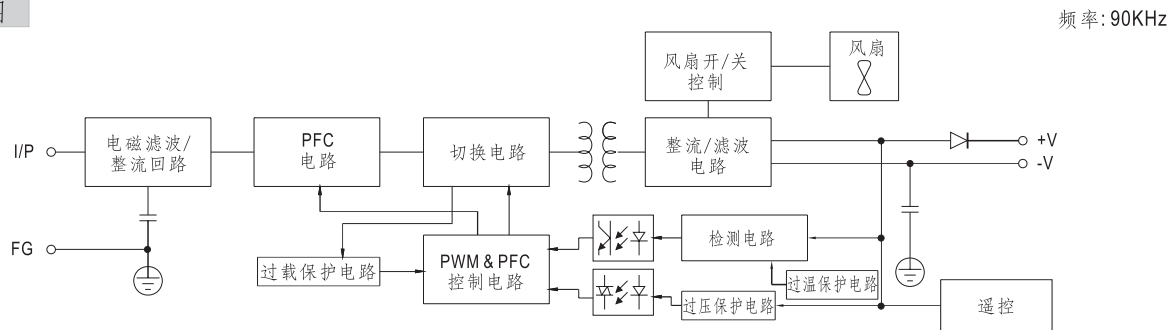 频率: 90KHz
风扇开/关
控制
风扇
I/P
电磁滤波/
整流回路
PFC
电路
切换电路
整流/滤波
电路
+V
-V
FG
过载保护电路
PWM & PFC
控制电路
检测电路
过温保护电路
过压保护电路
遥控